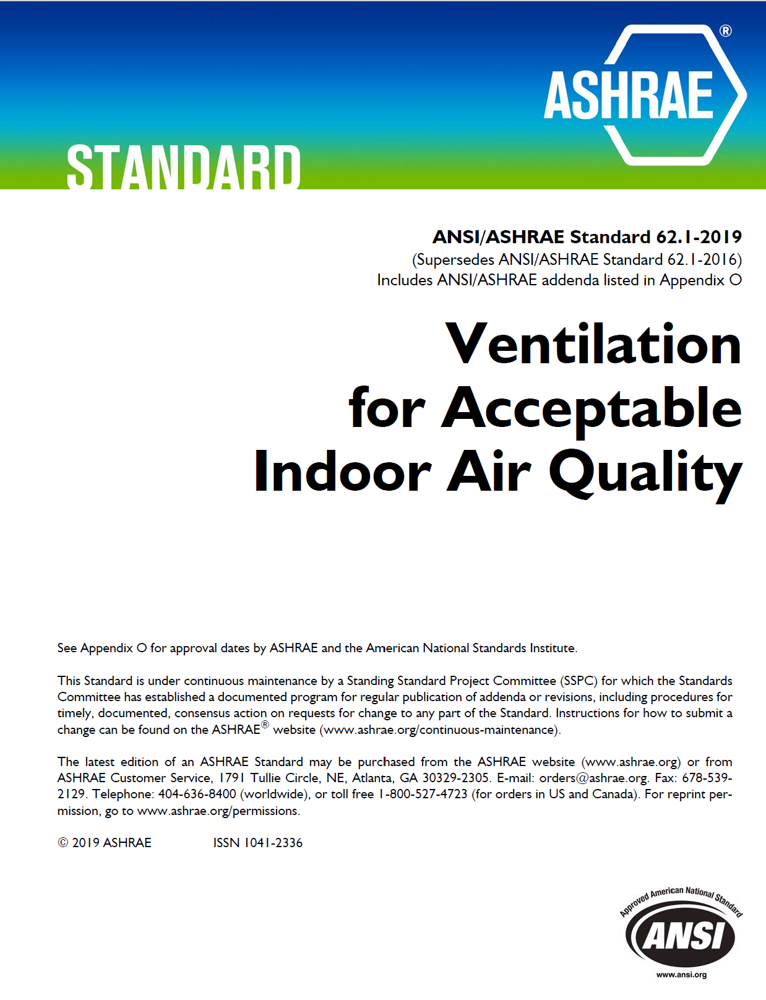 ASHRAE®
STANDARD
ANSI/ASHRAE Standard 62.1-2019
(Supersedes ANSI/ASHRAE Standard 62.1-2016)
Includes ANSI/ASHRAE addenda listed in Appendix O
Ventilation
for Acceptable
Indoor Air Quality
See Appendix O for approval dates by ASHRAE and the American National Standards Institute.
This Standard is under continuous maintenance by a Standing Standard Project Committee (SSPC) for which the Standards
Committee has established a documented program for regular publication of addenda or revisions, including procedures for
timely, documented, consensus action on requests for change to any part of the Standard. Instructions for how to submit a
change can be found on the ASHRAE® website (www.ashrae.org/continuous-maintenance).
The latest edition of an ASHRAE Standard may be purchased from the ASHRAE website (www.ashrae.org) or from
ASHRAE Customer Service, 1791 Tullie Circle, NE, Atlanta, GA 30329-2305. E-mail: orders@ashrae.org. Fax: 678-539-
2129. Telephone: 404-636-8400 (worldwide), or toll free 1-800-527-4723 (for orders in US and Canada). For reprint per-
mission, go to www.ashrae.org/permissions.
© 2019 ASHRAE ISSN 1041-2336
Approved American National Standard
ANSI
www.ansi.org